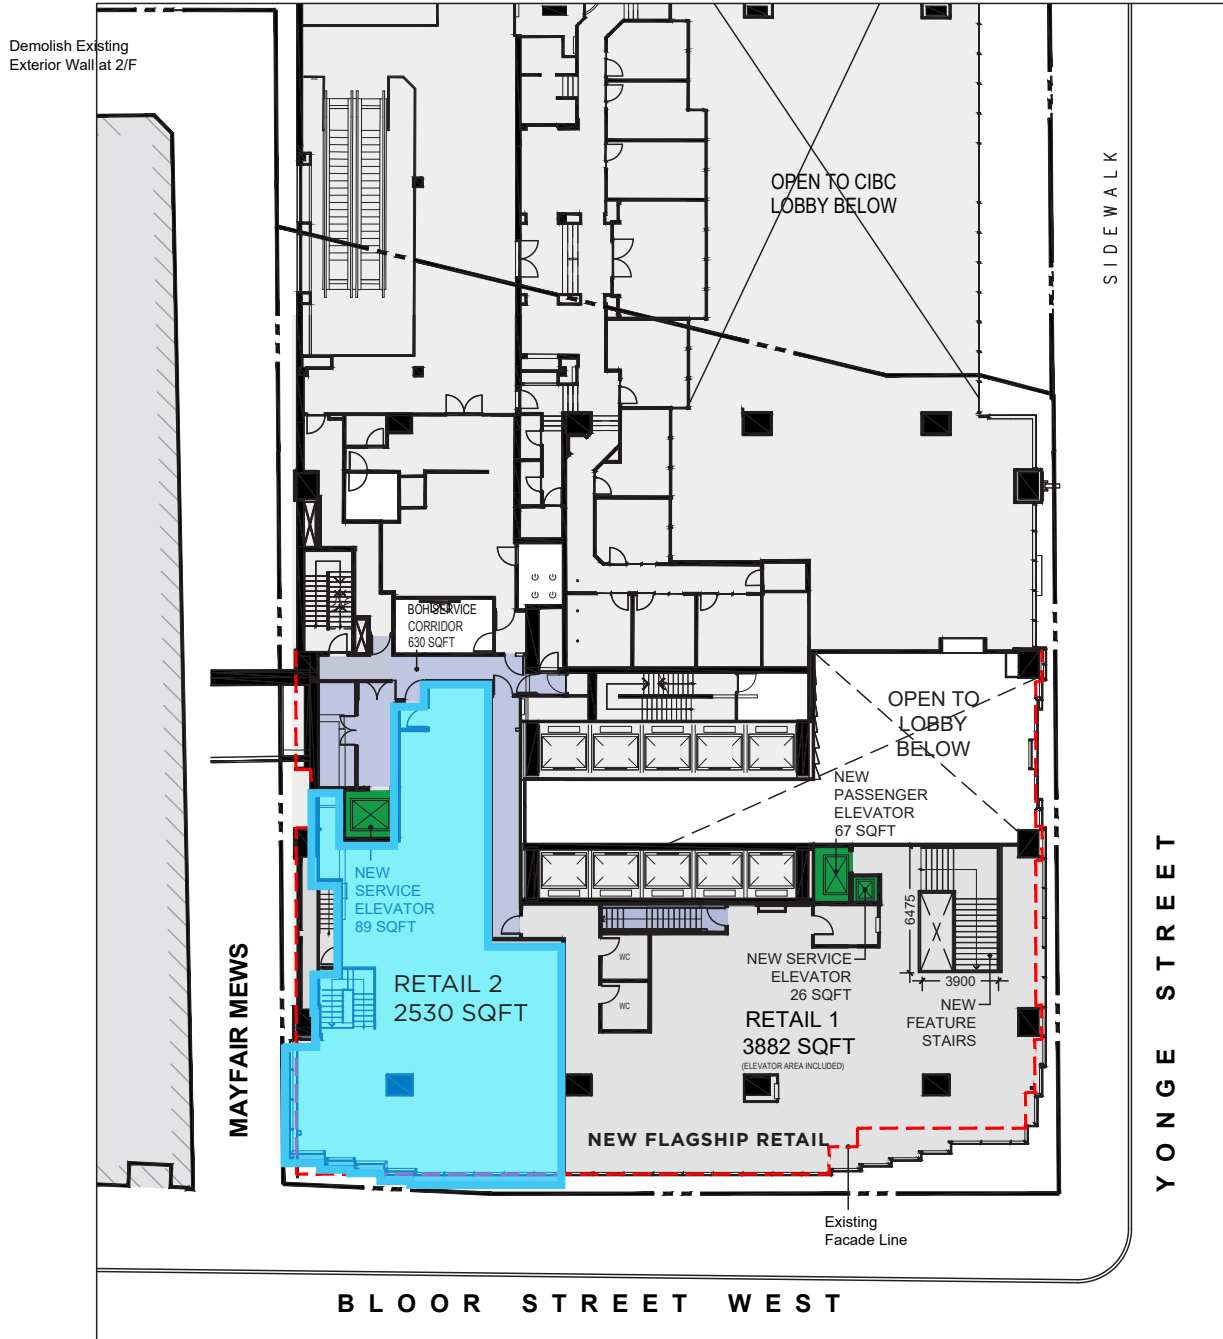 Demolish Existing
Exterior Wall at 2/F
OPEN TO CIBC
LOBBY BELOW
SIDEWALK
BOH SERVICE
CORRIDOR
630 SQFT
OPEN TO
LOBBY
BELOW
NEW
PASSENGER
ELEVATOR
67 SQFT
NEW
SERVICE
ELEVATOR
89 SQFT
6475
3900
WC
WC
NEW SERVICE
ELEVATOR
26 SQFT
NEW
FEATURE
STAIRS
RETAIL 2
2530 SQFT
RETAIL 1
3882 SQFT
(ELEVATOR AREA INCLUDED)
NEW FLAGSHIP RETAIL
MAYFAIR MEWS
YONGE STREET
Existing
Facade Line
BLOOR STREET WEST